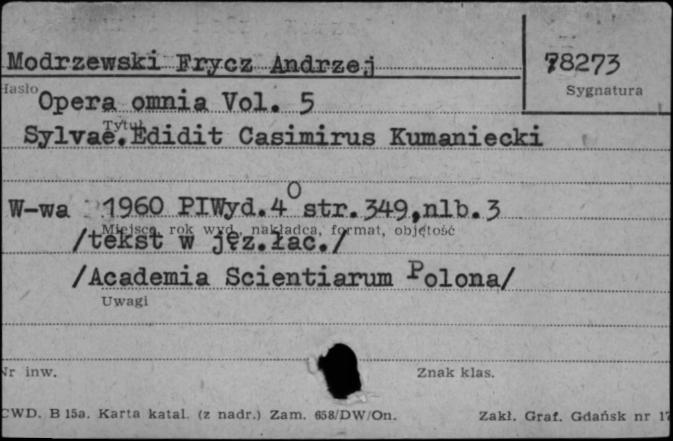 Modrzewski Frycz Andrzej
78273
Hasło
Sygnatura
Opera omnia Vol. 5
Tytuł
Sylvae.Edidit Casimirus Kumaniecki
W-wa 1960 PIWyd.4° str.349,nlb.3
Miejsce, rok wyd., nakładca, format, objętość
/tekst w jęz.łac./
/Academia Scientiarum Polona/
Uwagi
Nr inw.
Znak klas.
CWD. B 15a. Karta katal. (z nadr.) Zam. 658/DW/On.
Zakł. Graf. Gdańsk nr 17